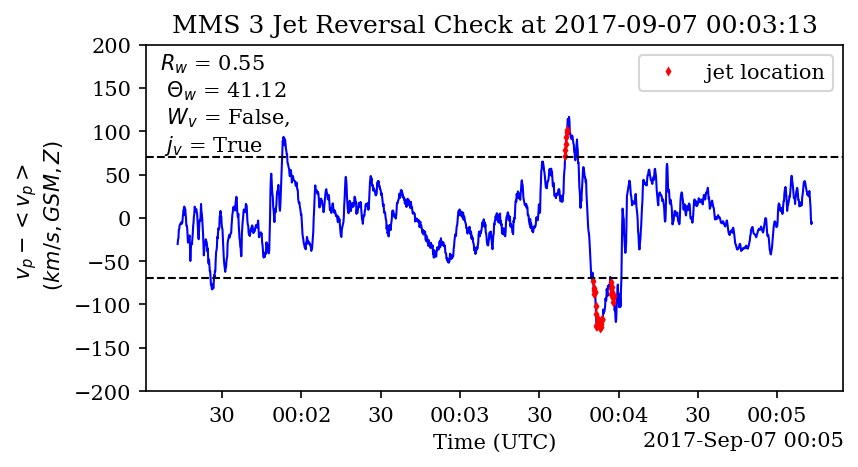 MMS 3 Jet Reversal Check at 2017-09-07 00:03:13
R_w = 0.55
Θ_w = 41.12
W_v = False,
j_v = True
jet location
v_p − <v_p>
(km/s, GSM, Z)
200
150
100
50
0
−50
−100
−150
−200
30 00:02 30 00:03 30 00:04 30 00:05
Time (UTC)
2017-Sep-07 00:05